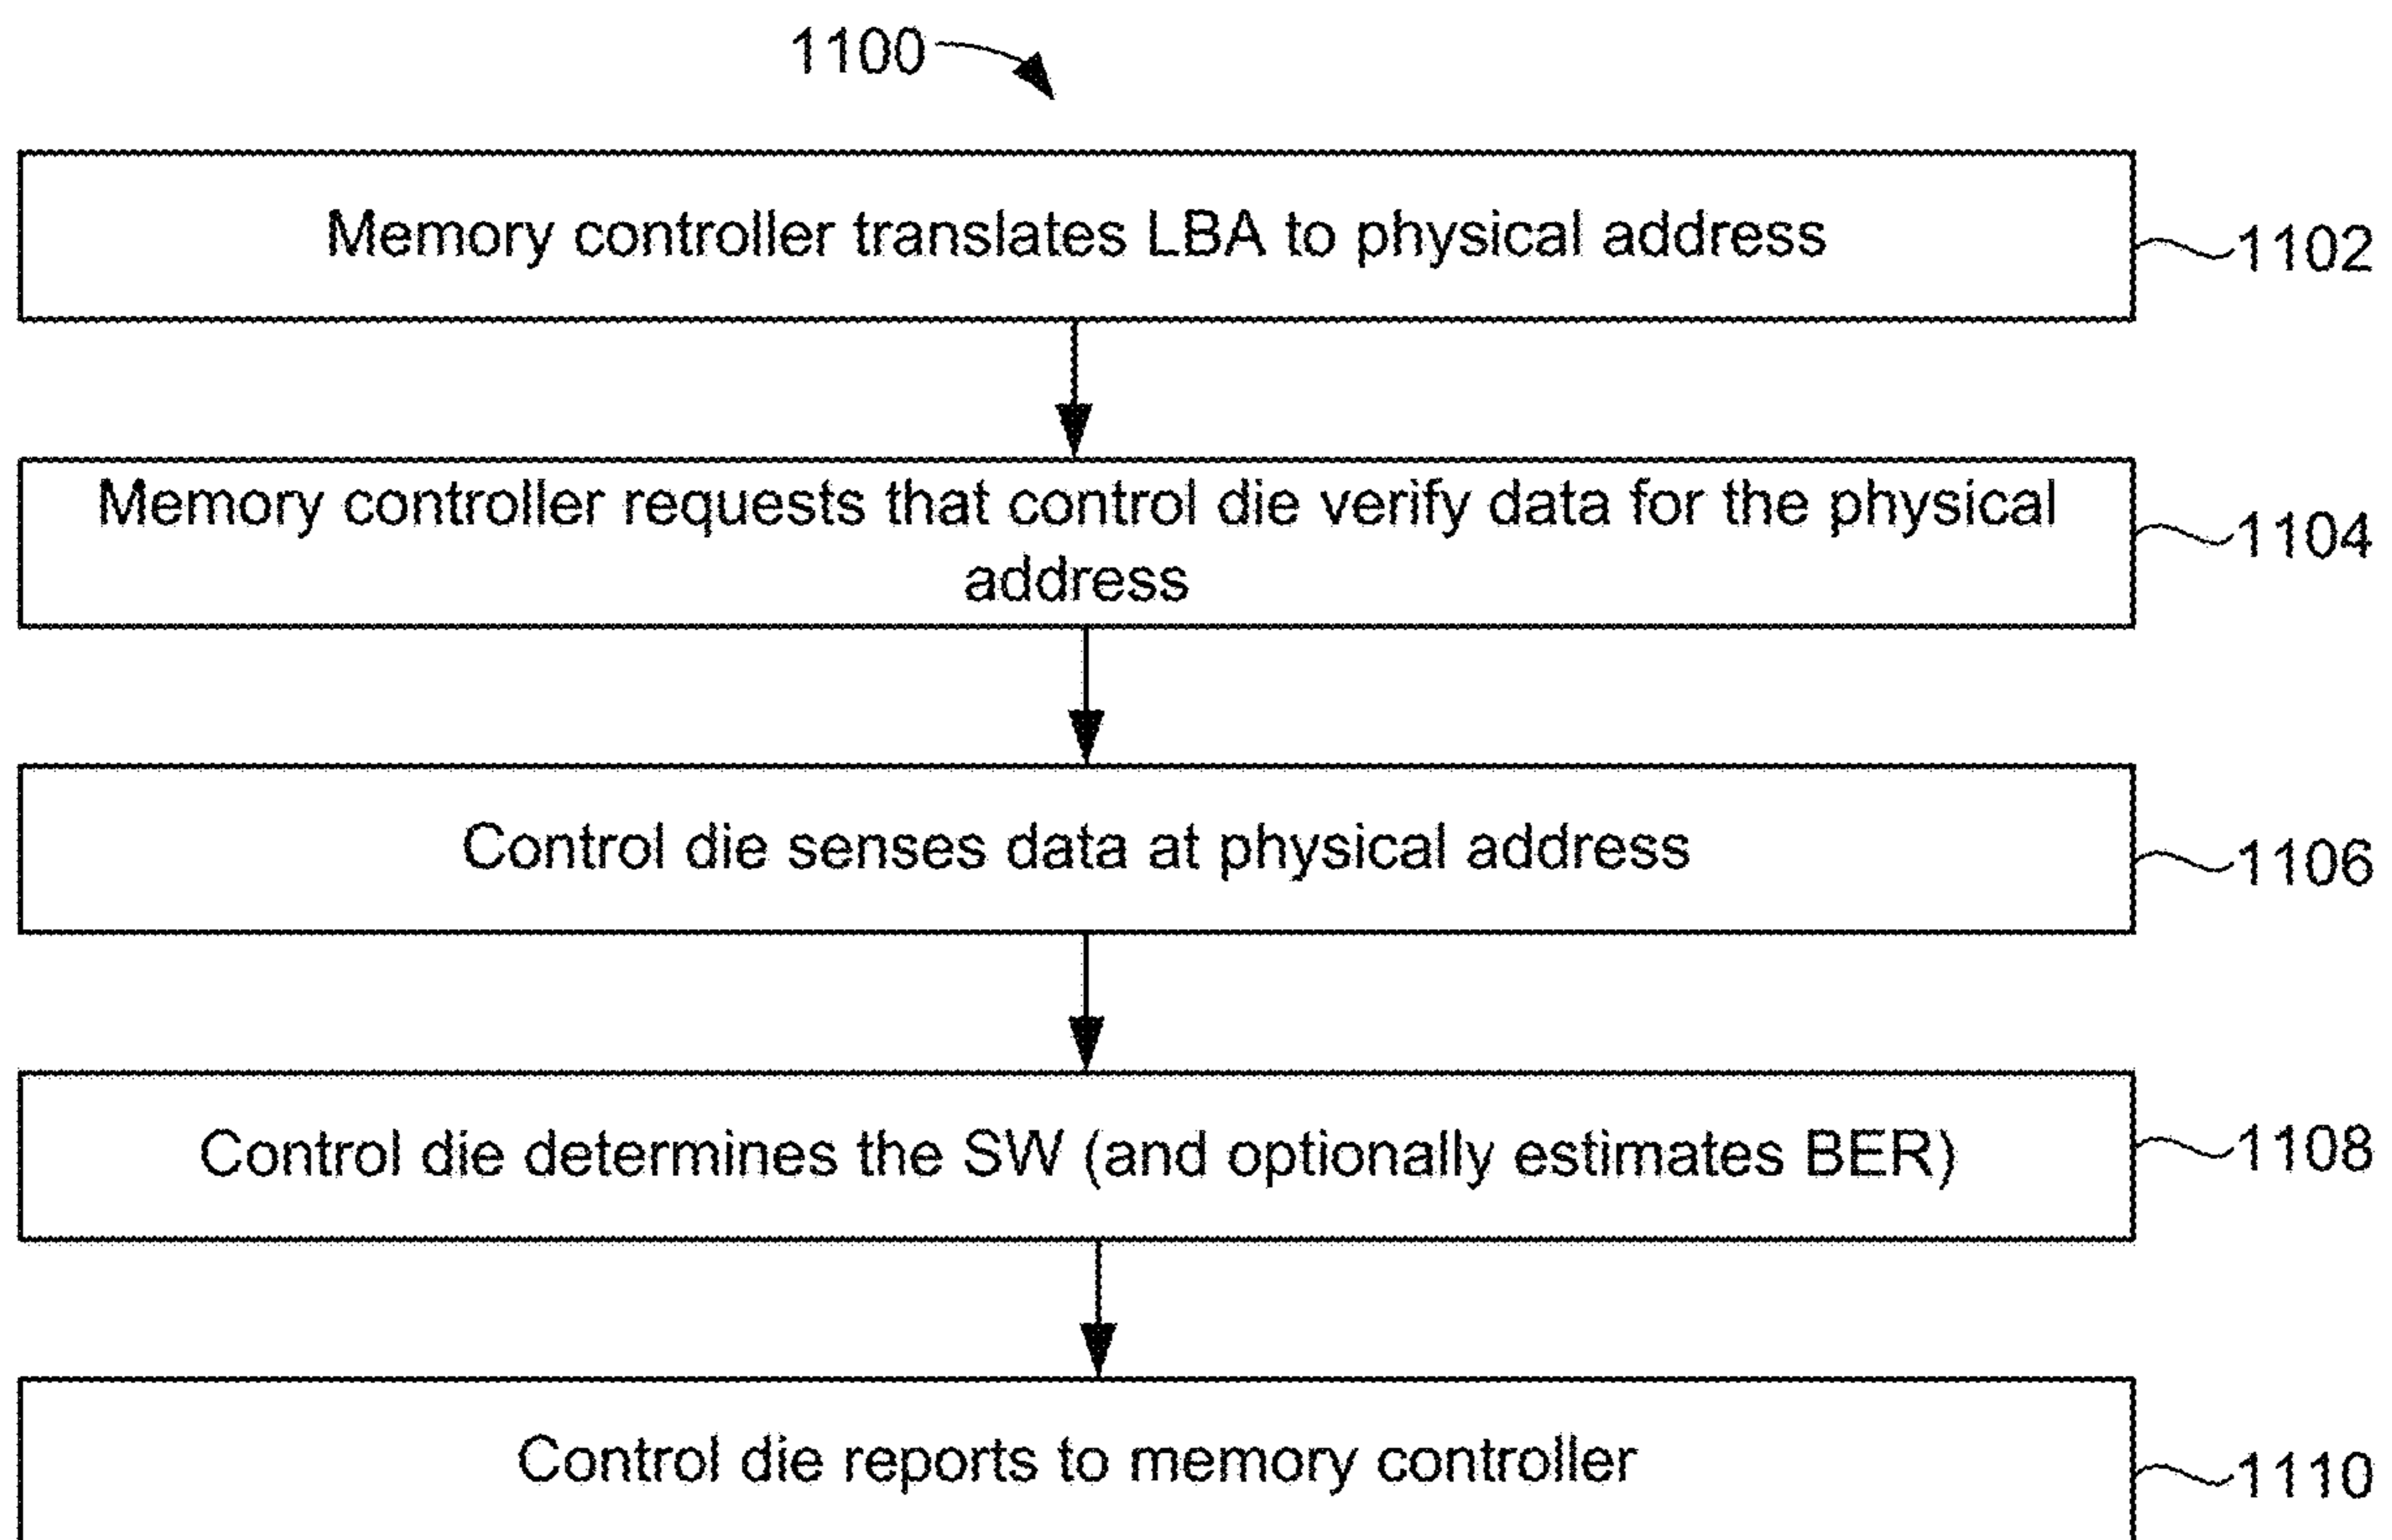 1100
Memory controller translates LBA to physical address
1102
Memory controller requests that control die verify data for the physical
address
1104
Control die senses data at physical address
1106
Control die determines the SW (and optionally estimates BER)
1108
Control die reports to memory controller
1110